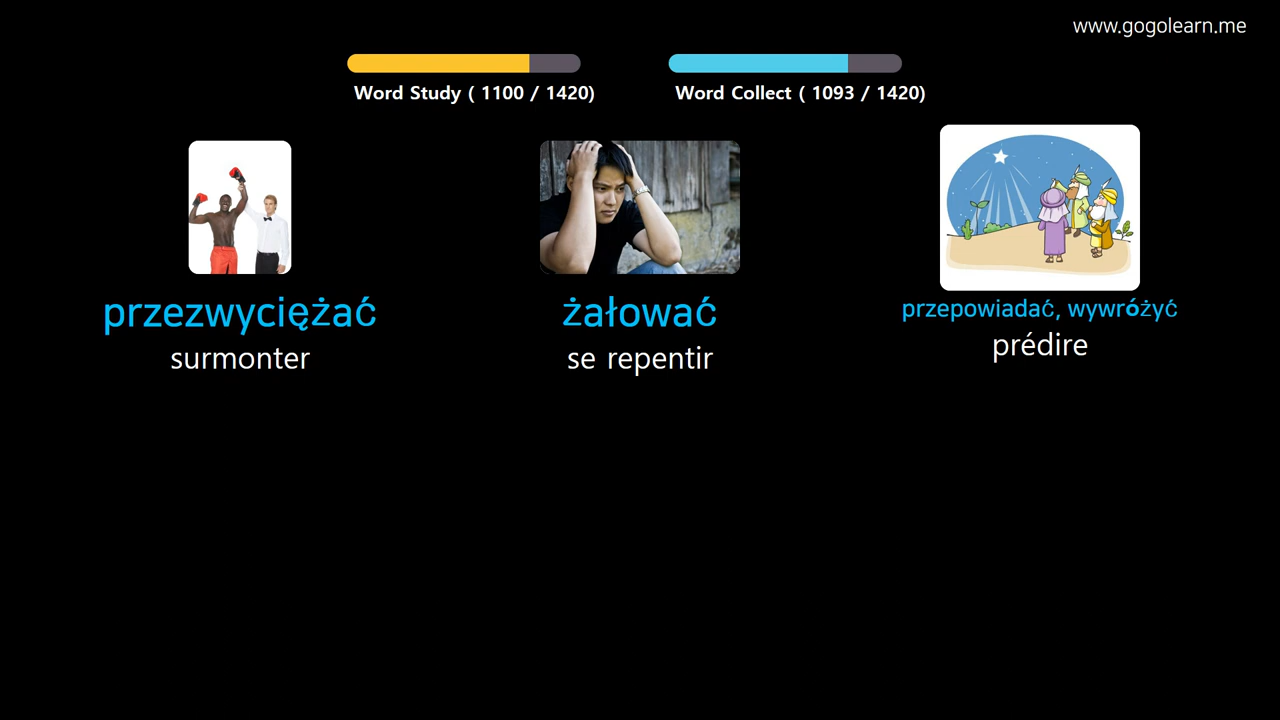 www.gogolearn.me
Word Study ( 1100 / 1420)
Word Collect ( 1093 / 1420)
przezwyciężać
surmonter
żałować
se repentir
przepowiadać, wywróżyć
prédire